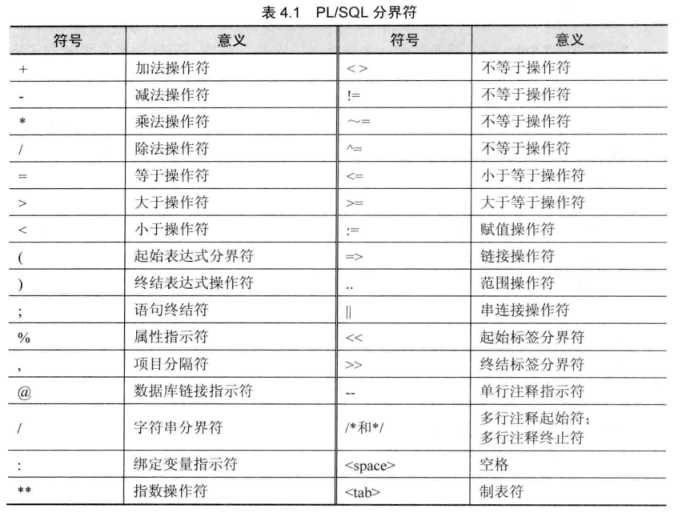 表 4.1 PL/SQL 分界符
符号 意义 符号 意义
+ 加法操作符 < > 不等于操作符
- 减法操作符 != 不等于操作符
* 乘法操作符 ~= 不等于操作符
/ 除法操作符 ^= 不等于操作符
= 等于操作符 <= 小于等于操作符
> 大于操作符 >= 大于等于操作符
< 小于操作符 := 赋值操作符
( 起始表达式分界符 => 链接操作符
) 终结表达式操作符 .. 范围操作符
; 语句终结符 || 串连接操作符
% 属性指示符 << 起始标签分界符
, 项目分隔符 >> 终结标签分界符
@ 数据库链接指示符 -- 单行注释指示符
/ 字符串分界符 /*和*/ 多行注释起始符；
多行注释终止符
: 绑定变量指示符 <space> 空格
** 指数操作符 <tab> 制表符